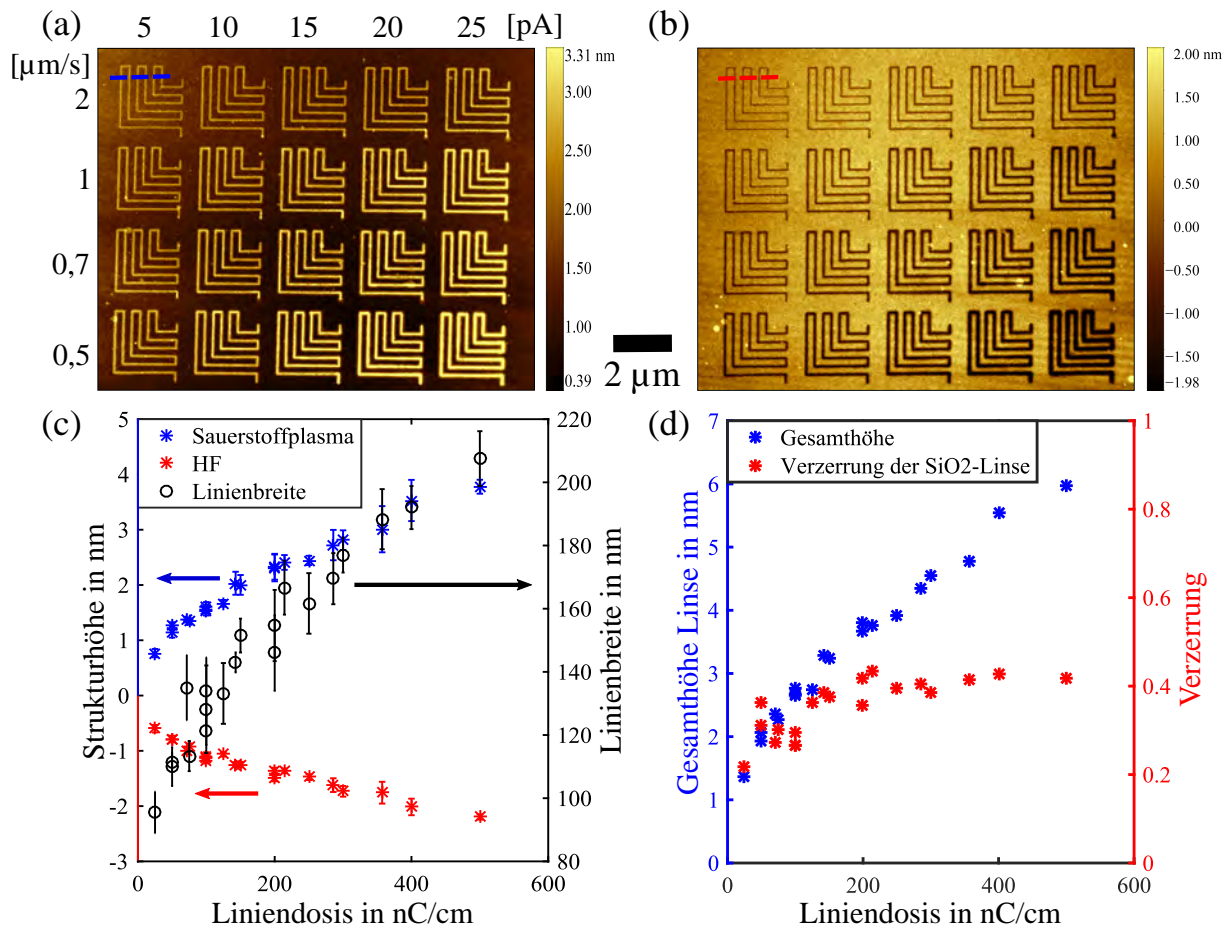 (a) 5 10 15 20 25 [pA] (b)
[µm/s]
2
1
0,7
0,5
3.31 nm
3.00
2.50
2.00
1.50
1.00
0.39
2 µm
2.00 nm
1.50
1.00
0.50
0.00
−0.50
−1.00
−1.50
−1.98
(c)
Sauerstoffplasma
HF
Linienbreite
Strukturhöhe in nm
5
4
3
2
1
0
-1
-2
-3
220
200
180
160
140
120
100
80
Linienbreite in nm
0 200 400 600
Liniendosis in nC/cm
(d)
Gesamthöhe
Verzerrung der SiO2-Linse
Gesamthöhe Linse in nm
7
6
5
4
3
2
1
0
1
0.8
0.6
0.4
0.2
0
Verzerrung
0 200 400 600
Liniendosis in nC/cm